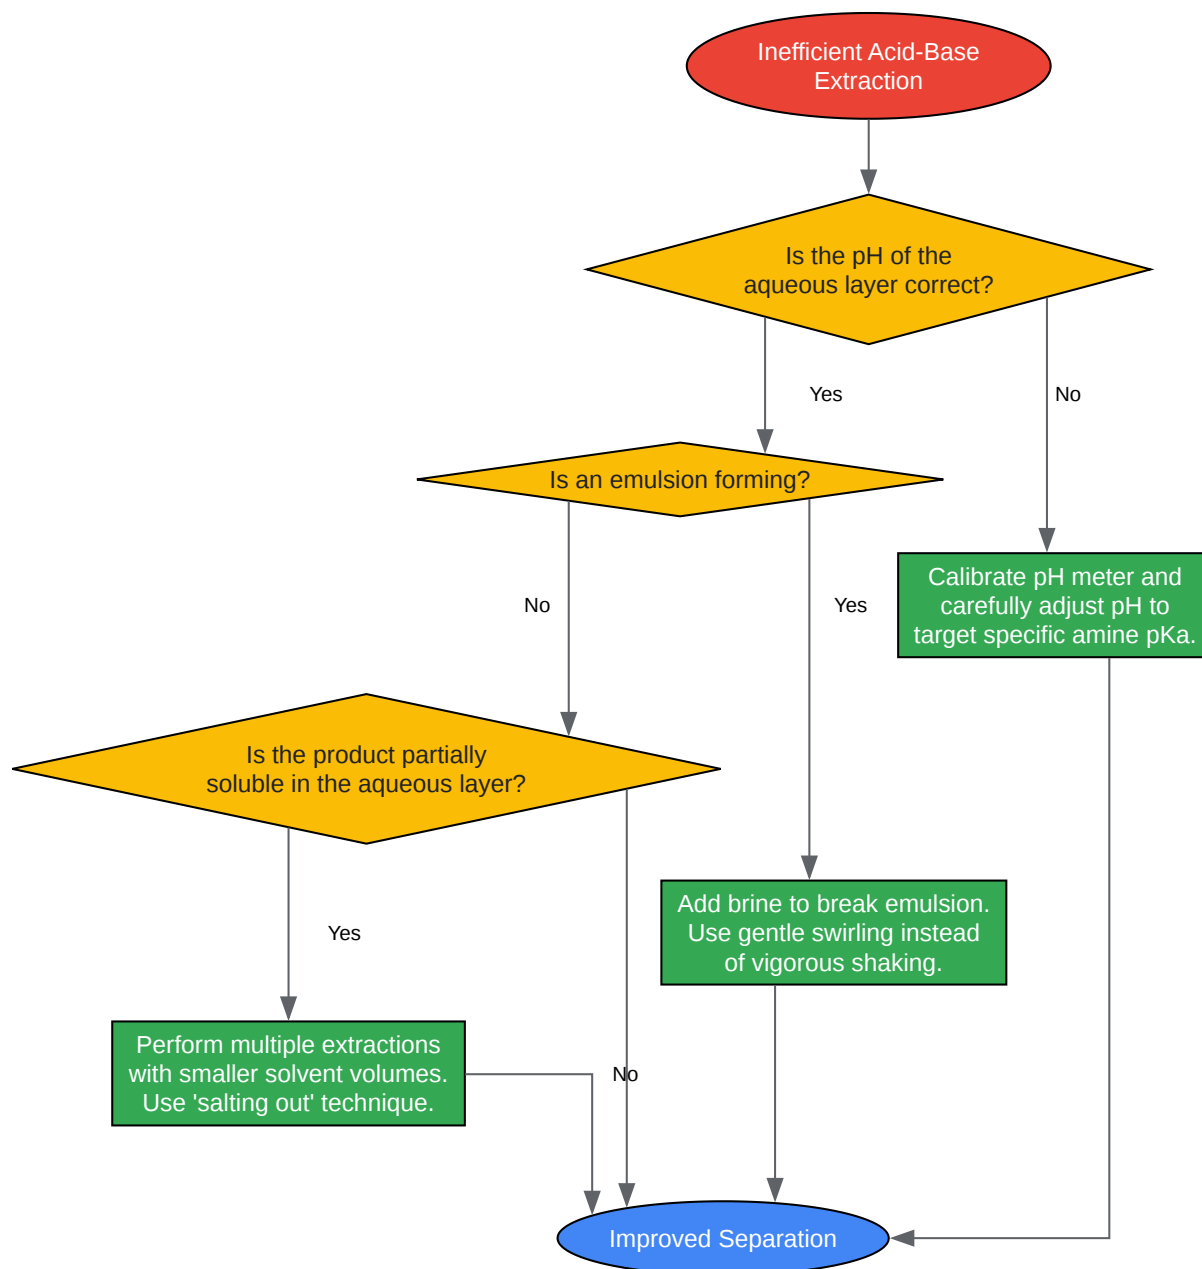 Inefficient Acid-Base
Extraction
Is the pH of the
aqueous layer correct?
Yes
No
Is an emulsion forming?
No
Yes
Calibrate pH meter and
carefully adjust pH to
target specific amine pKa.
Is the product partially
soluble in the aqueous layer?
Yes
Add brine to break emulsion.
Use gentle swirling instead
of vigorous shaking.
Perform multiple extractions
with smaller solvent volumes.
Use 'salting out' technique.
No
Improved Separation